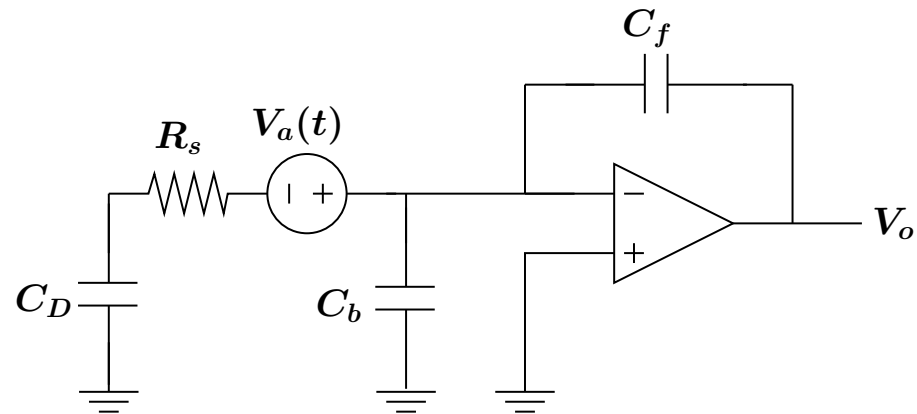 C_f
V_a(t)
R_s
− +
−
V_o
+
C_D
C_b